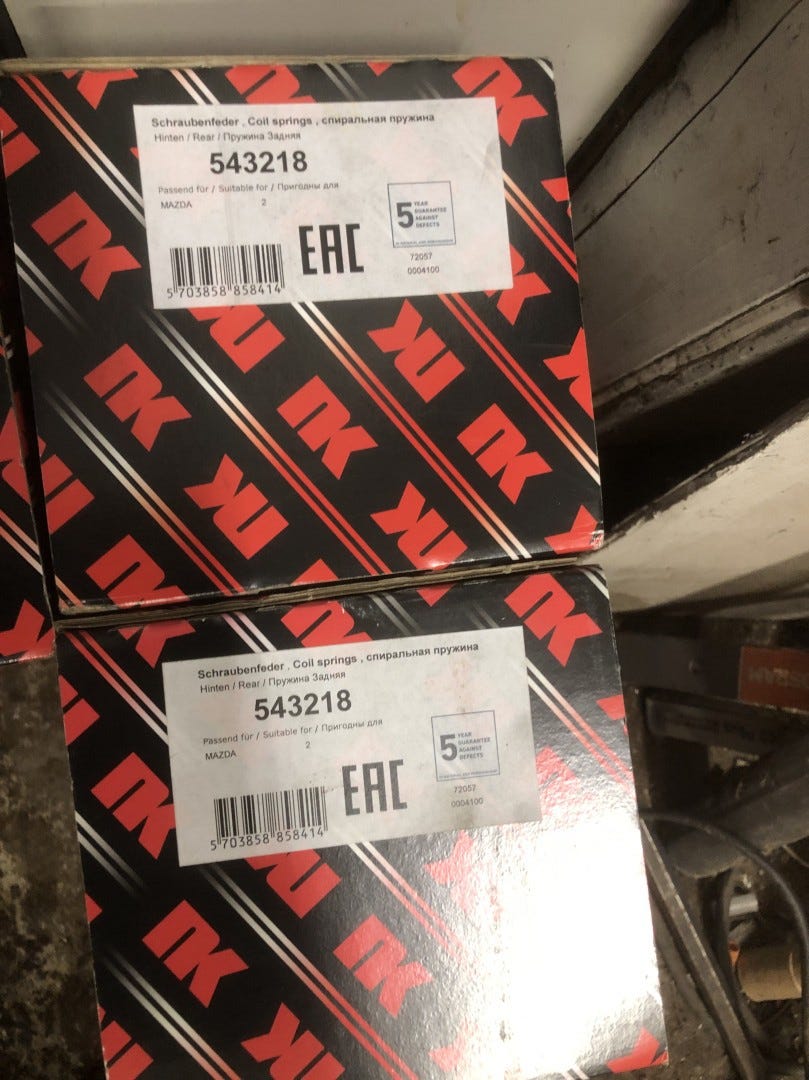 Schraubenfeder , Coil springs , спиральная пружина
Hinten / Rear / Пружина Задняя
543218
Passend für / Suitable for / Пригодны для
MAZDA 2
5 YEAR
GUARANTEE
AGAINST
DEFECTS
EAC
72057
0004100
5 703858 858414
NK
Schraubenfeder , Coil springs , спиральная пружина
Hinten / Rear / Пружина Задняя
543218
Passend für / Suitable for / Пригодны для
MAZDA 2
5 YEAR
GUARANTEE
AGAINST
DEFECTS
EAC
72057
0004100
5 703858 858414
NK